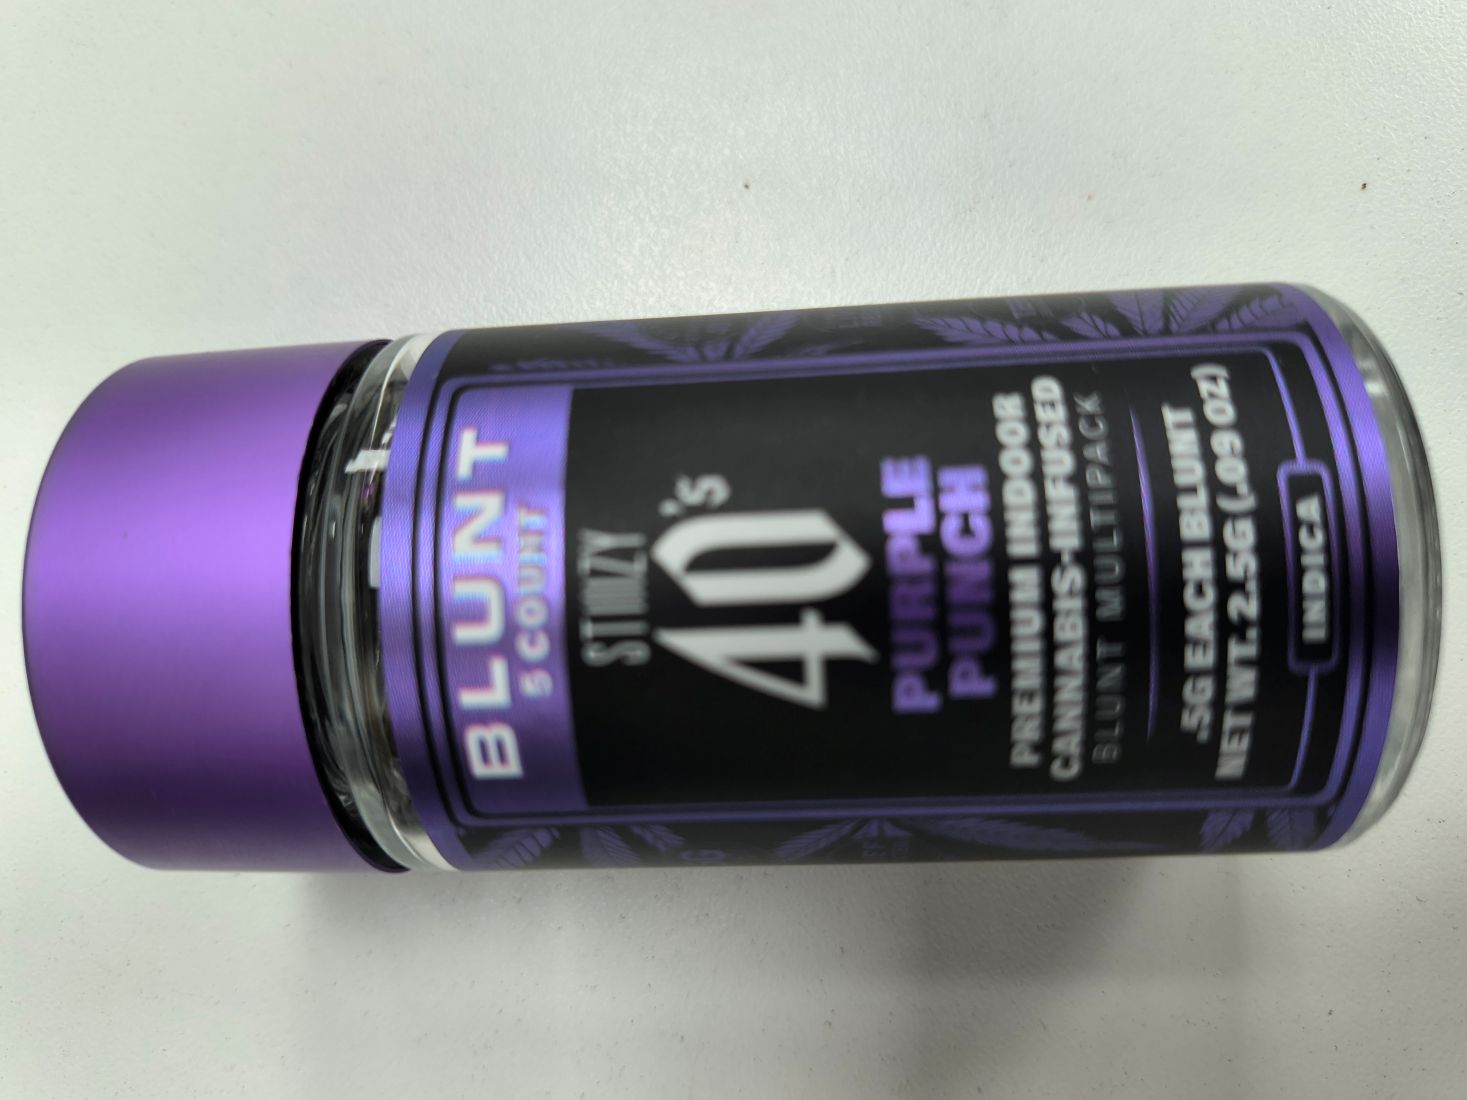 BLUNT
5 COUNT
STIIIZY
40's
PURPLE
PUNCH
PREMIUM INDOOR
CANNABIS-INFUSED
BLUNT MULTIPACK
.5G EACH BLUNT
NET WT. 2.5G (.09 OZ)
INDICA